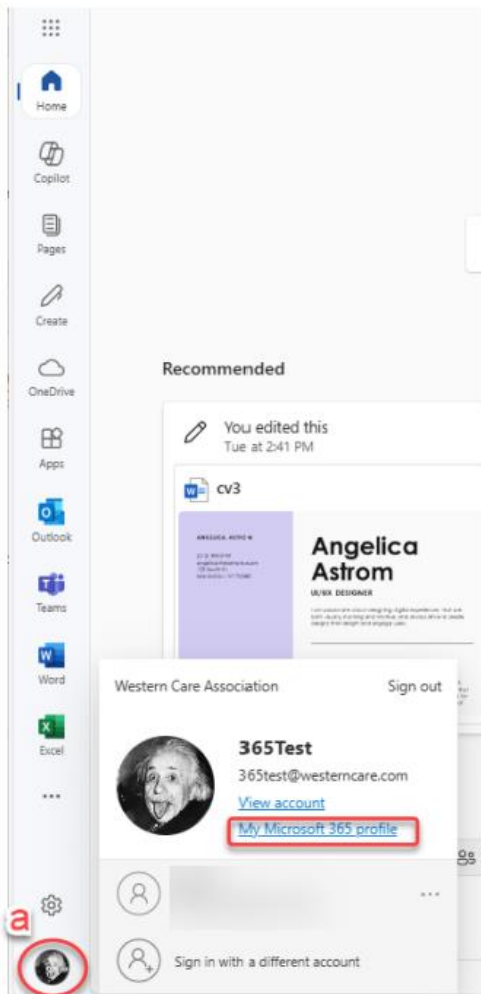 Home
Copilot
Pages
Create
OneDrive
Apps
Outlook
Teams
Word
Excel
Recommended
You edited this
Tue at 2:41 PM
cv3
ANGELICA ASTROM
Angelica
Astrom
UI/UX DESIGNER
Western Care Association
Sign out
365Test
365test@westerncare.com
View account
My Microsoft 365 profile
a
Sign in with a different account